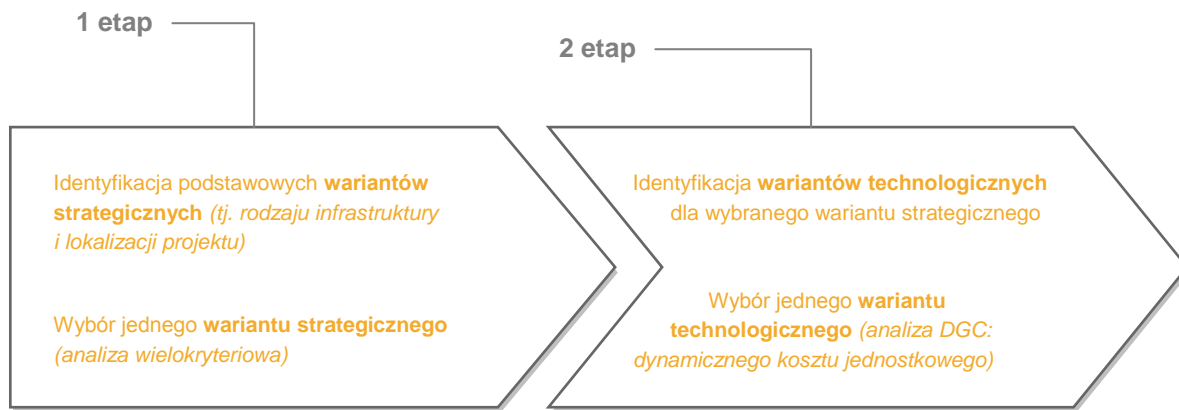 1 etap
2 etap
Identyfikacja podstawowych wariantów
strategicznych (tj. rodzaju infrastruktury
i lokalizacji projektu)
Wybór jednego wariantu strategicznego
(analiza wielokryteriowa)
Identyfikacja wariantów technologicznych
dla wybranego wariantu strategicznego
Wybór jednego wariantu
technologicznego (analiza DGC:
dynamicznego kosztu jednostkowego)